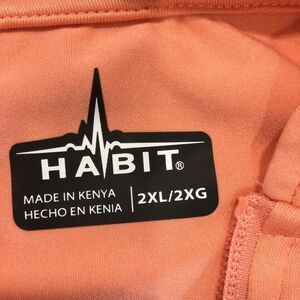 HABIT®
MADE IN KENYA
HECHO EN KENIA
2XL/2XG